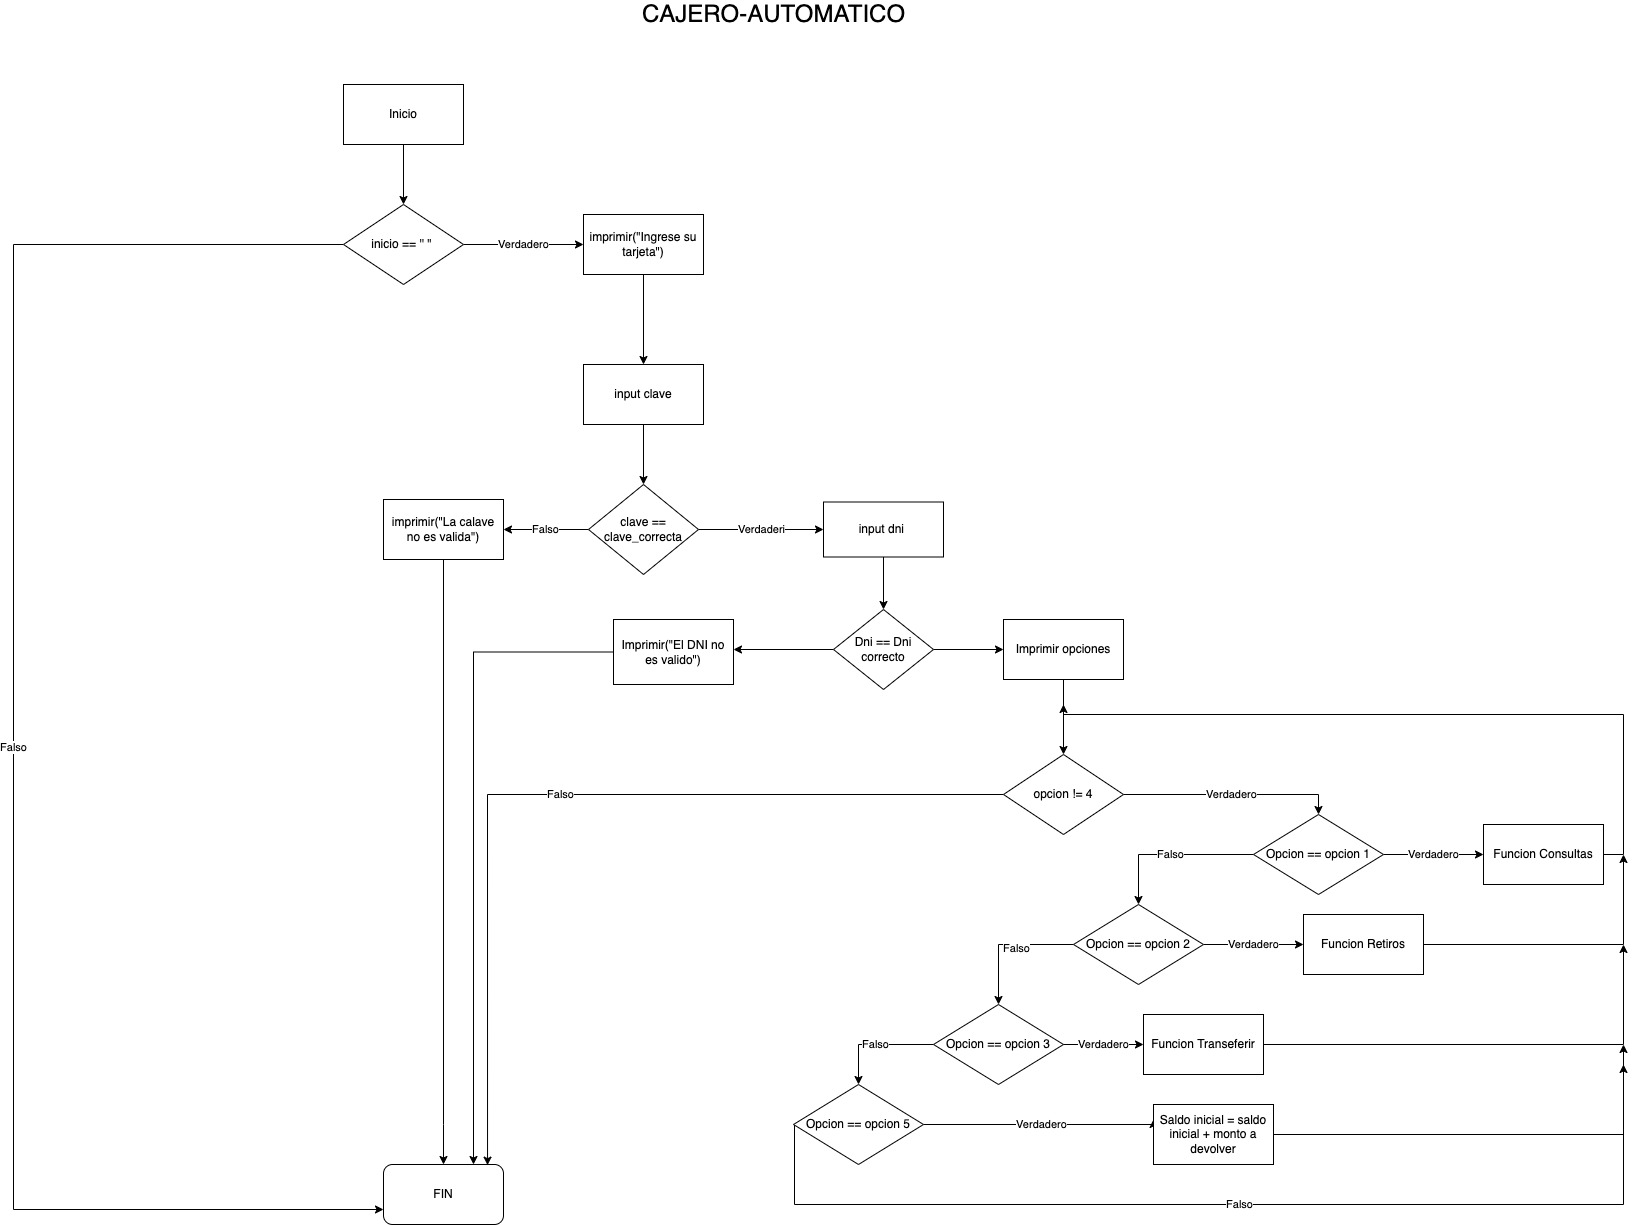 CAJERO-AUTOMATICO
Inicio
inicio == " "
Verdadero
imprimir("Ingrese su
tarjeta")
input clave
imprimir("La calave
no es valida")
Falso
clave ==
clave_correcta
Verdaderi
input dni
Imprimir("El DNI no
es valido")
Dni == Dni
correcto
Imprimir opciones
Falso
Falso
opcion != 4
Verdadero
Falso
Opcion == opcion 1
Verdadero
Funcion Consultas
Falso
Opcion == opcion 2
Verdadero
Funcion Retiros
Falso
Opcion == opcion 3
Verdadero
Funcion Transeferir
Opcion == opcion 5
Verdadero
Saldo inicial = saldo
inicial + monto a
devolver
FIN
Falso